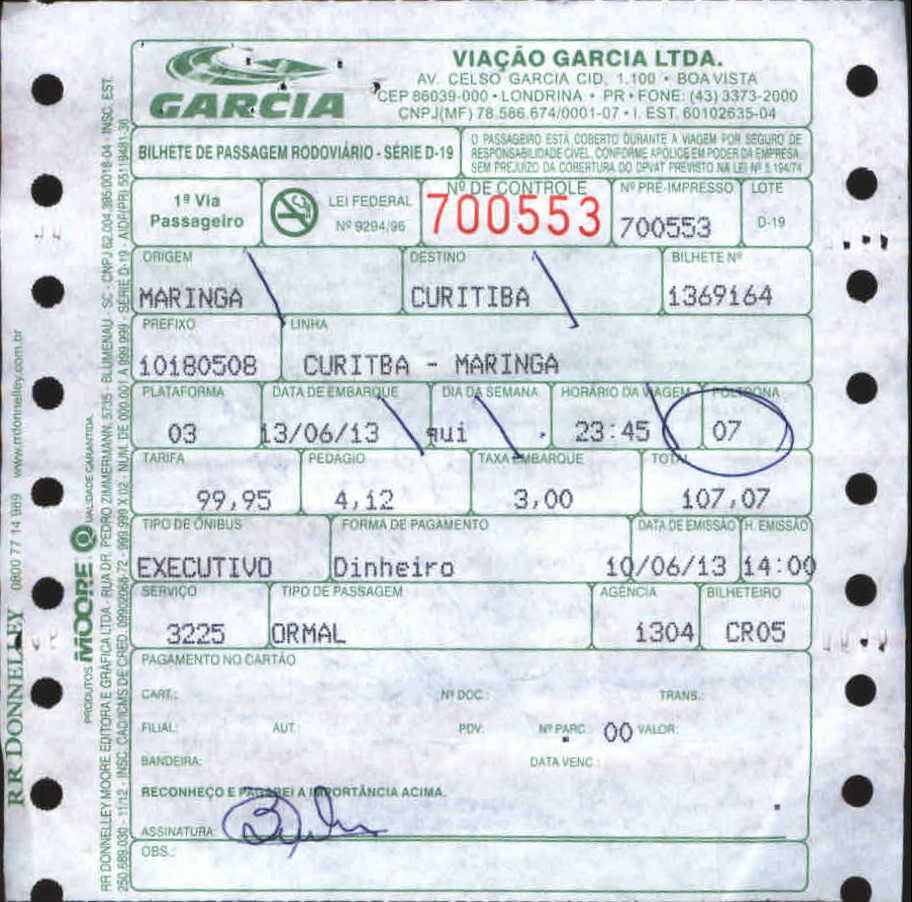 GARCIA
VIAÇÃO GARCIA LTDA.
AV. CELSO GARCIA CID, 1.100 • BOA VISTA
CEP 86039-000 • LONDRINA • PR • FONE: (43) 3373-2000
CNPJ(MF) 78.586.674/0001-07 • I. EST. 60102635-04
BILHETE DE PASSAGEM RODOVIÁRIO - SÉRIE D-19
O PASSAGEIRO ESTÁ COBERTO DURANTE A VIAGEM POR SEGURO DE
RESPONSABILIDADE CIVEL, CONFORME APÓLICE EM PODER DA EMPRESA,
SEM PREJUIZO DA COBERTURA DO DPVAT PREVISTO NA LEI Nº 6.194/74
1ª Via
Passageiro
LEI FEDERAL
Nº 9294/96
Nº DE CONTROLE
700553
Nº PRÉ-IMPRESSO
700553
LOTE
D-19
ORIGEM DESTINO BILHETE Nº
MARINGA CURITIBA 1369164
PREFIXO LINHA
10180508 CURITBA - MARINGA
PLATAFORMA DATA DE EMBARQUE DIA DA SEMANA HORÁRIO DA VIAGEM POLTRONA
03 13/06/13 qui 23:45 07
TARIFA PEDÁGIO TAXA EMBARQUE TOTAL
99,95 4,12 3,00 107,07
TIPO DE ÔNIBUS FORMA DE PAGAMENTO DATA DE EMISSÃO H. EMISSÃO
EXECUTIVO Dinheiro 10/06/13 14:00
SERVIÇO TIPO DE PASSAGEM AGÊNCIA BILHETEIRO
3225 ORMAL 1304 CR05
PAGAMENTO NO CARTÃO
CART.: Nº DOC.: TRANS.:
FILIAL: AUT.: PDV: Nº PARC.: 00 VALOR:
BANDEIRA: DATA VENC.:
RECONHEÇO E PAGAREI A IMPORTÂNCIA ACIMA.
ASSINATURA:
OBS.:
RR DONNELLEY 0800 77 14 989 www.rrdonnelley.com.br
PRODUTOS MOORE QUALIDADE GARANTIDA.